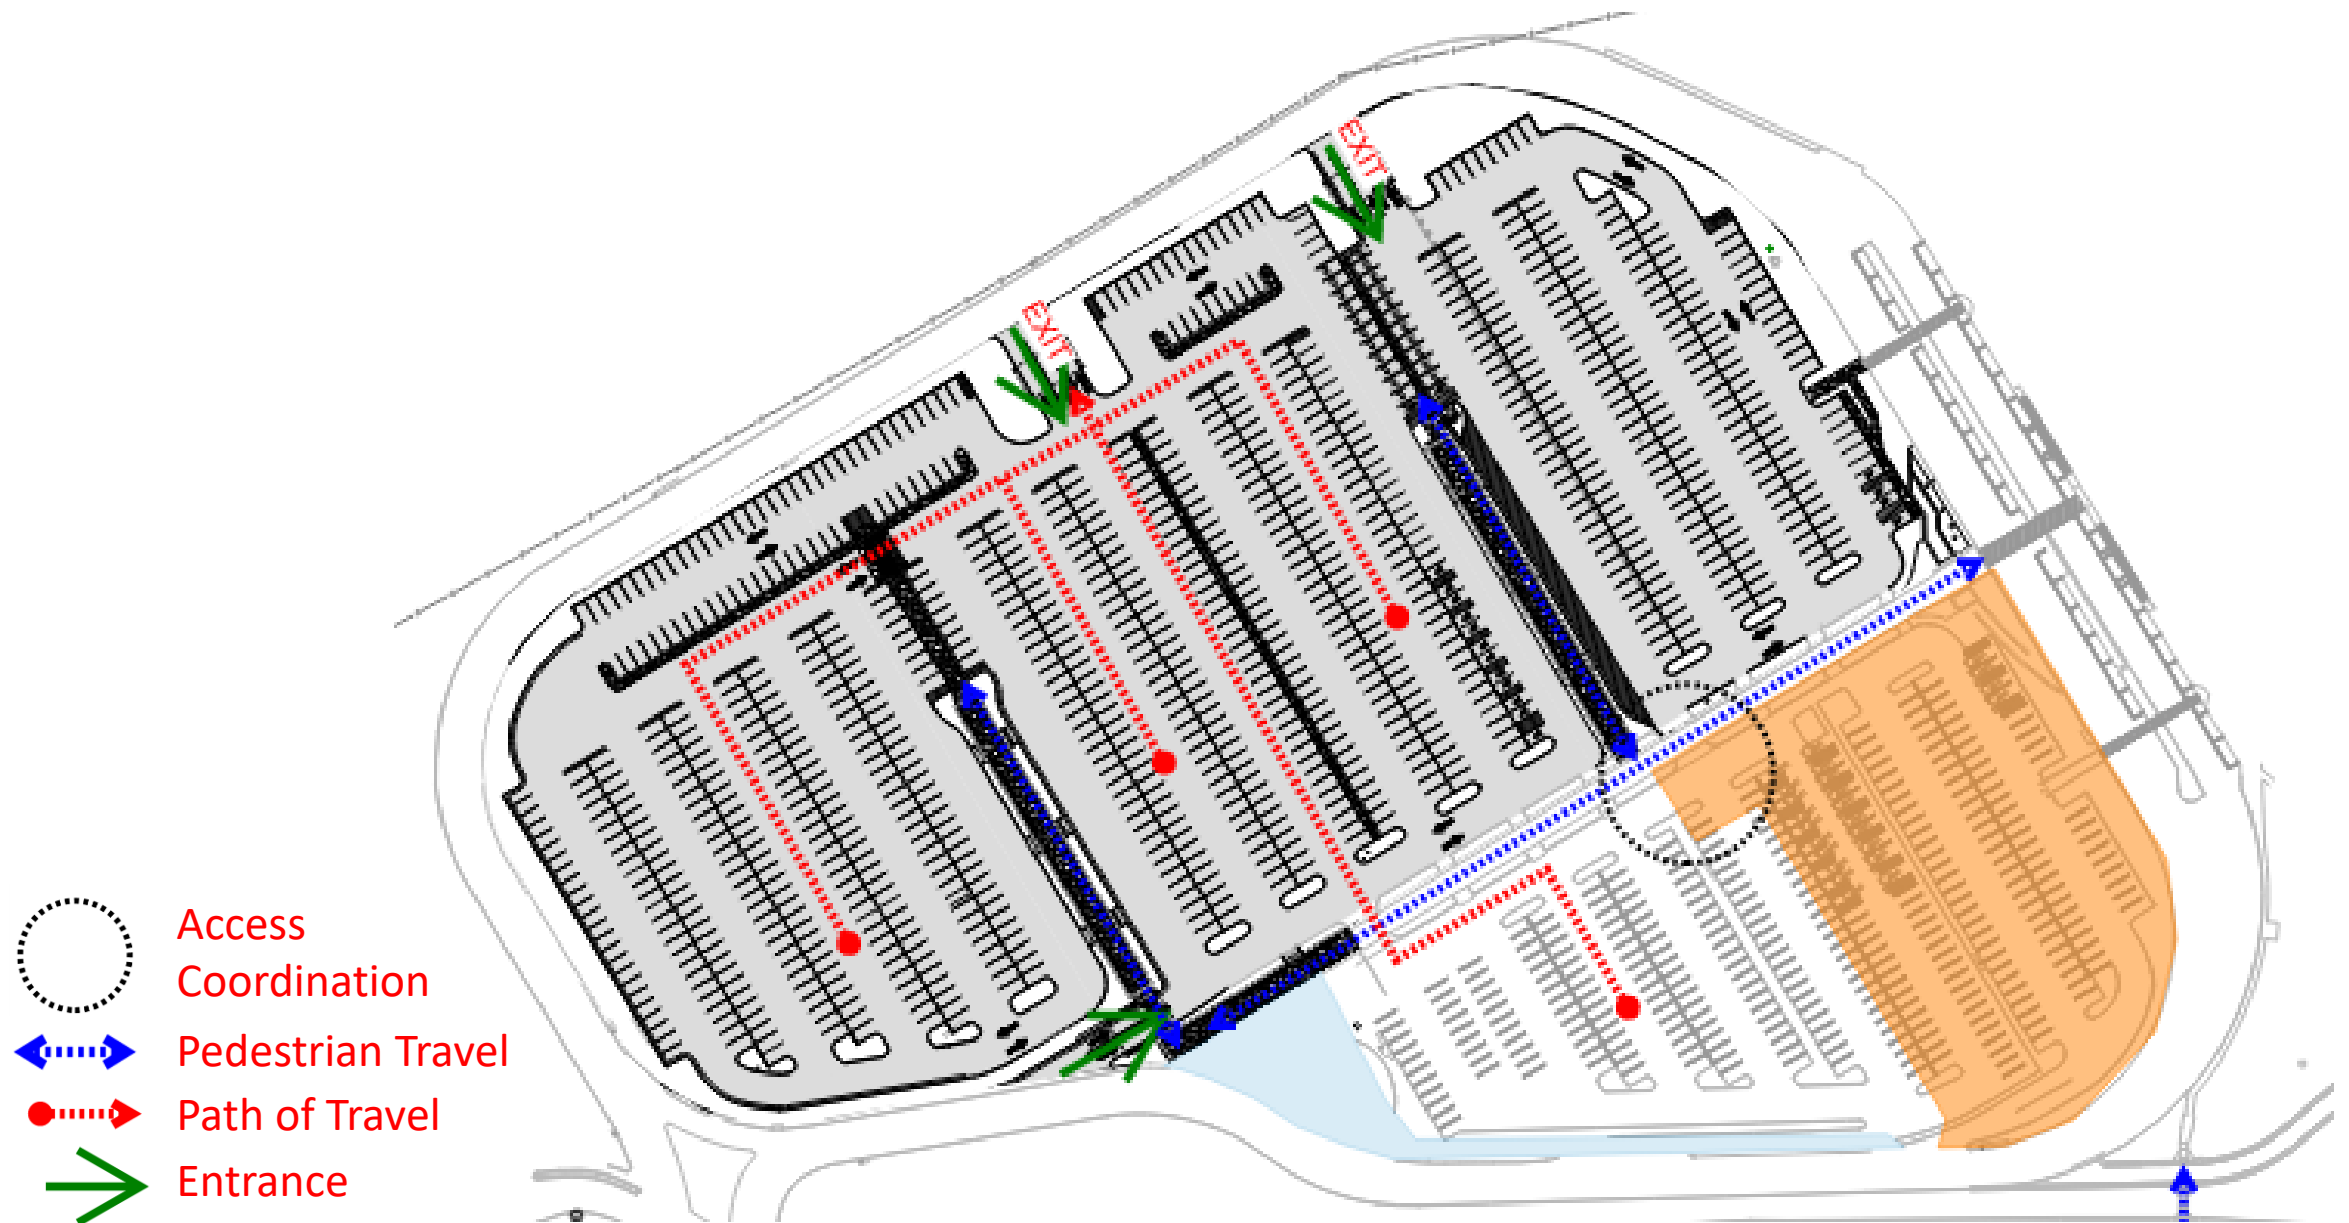 EXIT
EXIT
Access
Coordination
Pedestrian Travel
Path of Travel
Entrance